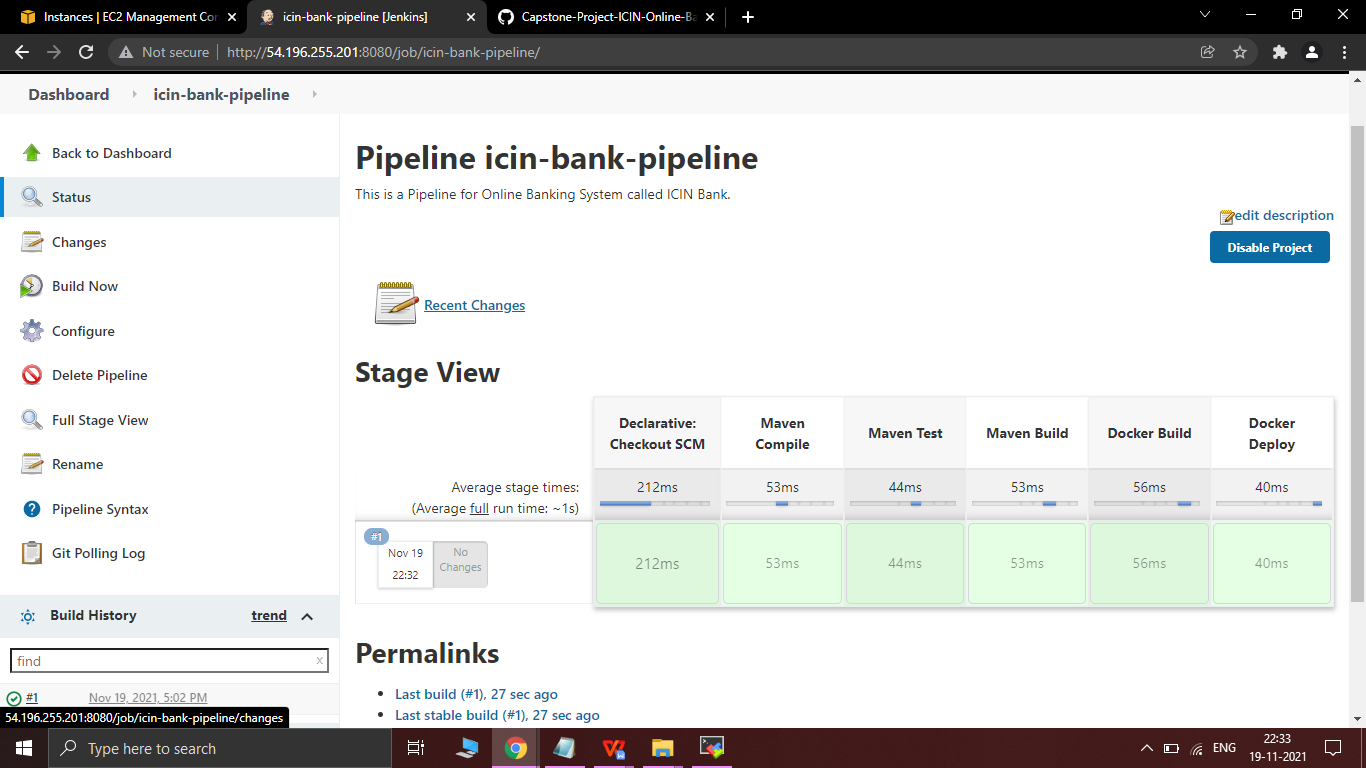 Instances | EC2 Management Cor
icin-bank-pipeline [Jenkins]
Capstone-Project-ICIN-Online-Ba
Not secure | http://54.196.255.201:8080/job/icin-bank-pipeline/
Dashboard icin-bank-pipeline
Back to Dashboard
Status
Changes
Build Now
Configure
Delete Pipeline
Full Stage View
Rename
Pipeline Syntax
Git Polling Log
Build History trend
find x
#1 Nov 19, 2021, 5:02 PM
54.196.255.201:8080/job/icin-bank-pipeline/changes
Pipeline icin-bank-pipeline
This is a Pipeline for Online Banking System called ICIN Bank.
edit description
Disable Project
Recent Changes
Stage View
Declarative: Checkout SCM
Maven Compile
Maven Test
Maven Build
Docker Build
Docker Deploy
Average stage times: 212ms 53ms 44ms 53ms 56ms 40ms
(Average full run time: ~1s)
#1
Nov 19
22:32
No Changes
212ms 53ms 44ms 53ms 56ms 40ms
Permalinks
Last build (#1), 27 sec ago
Last stable build (#1), 27 sec ago
Type here to search
ENG
22:33
19-11-2021